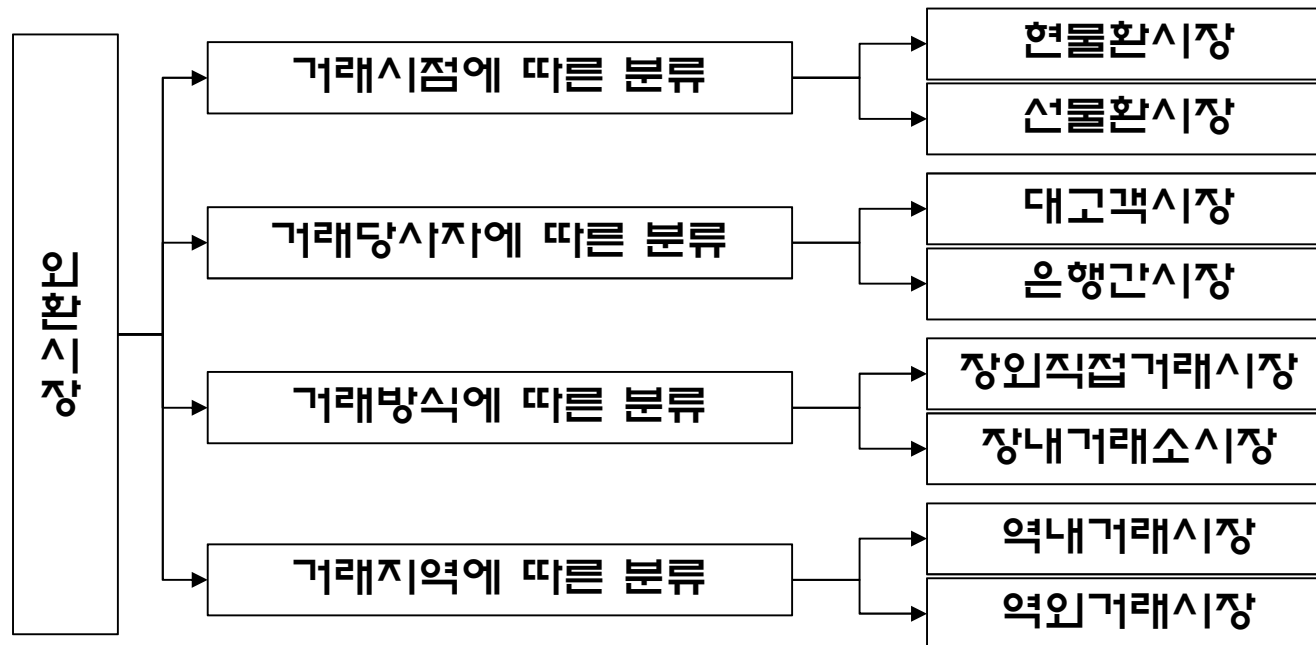 외환시장
거래시점에 따른 분류
현물환시장
선물환시장
거래당사자에 따른 분류
대고객시장
은행간시장
거래방식에 따른 분류
장외직접거래시장
장내거래소시장
거래지역에 따른 분류
역내거래시장
역외거래시장